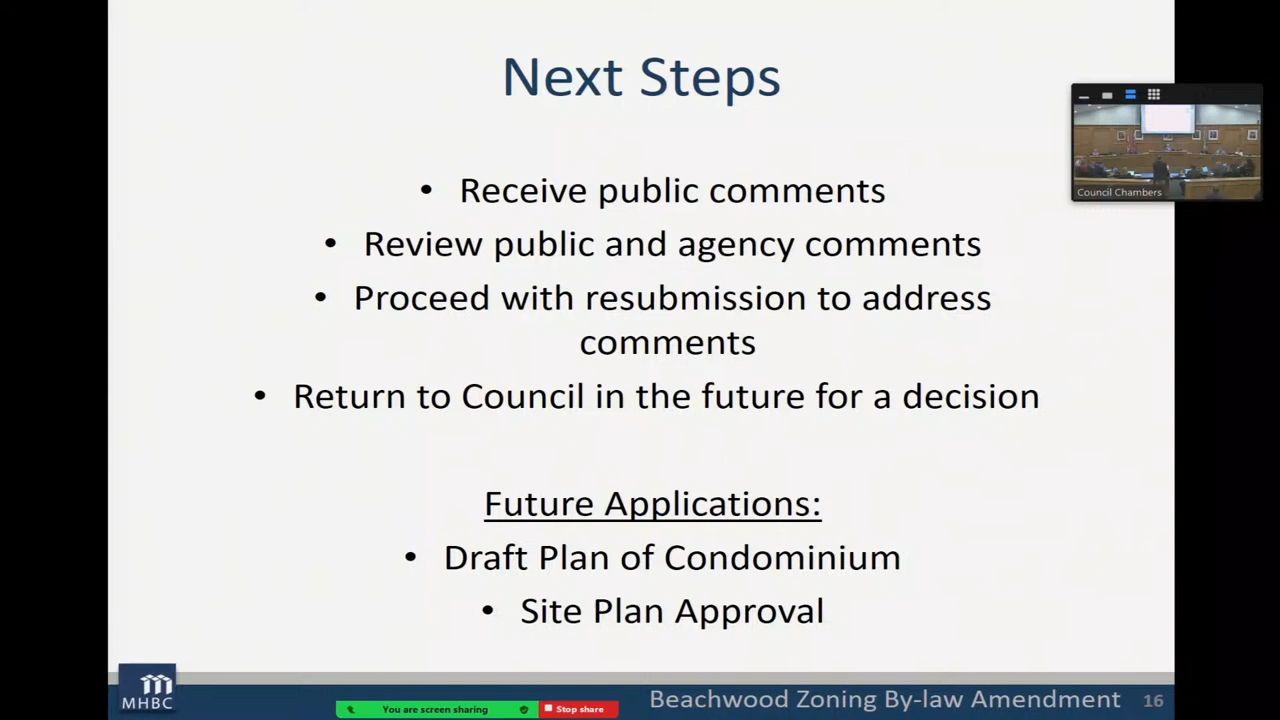 Next Steps
Council Chambers
• Receive public comments
• Review public and agency comments
• Proceed with resubmission to address
comments
• Return to Council in the future for a decision
Future Applications:
• Draft Plan of Condominium
• Site Plan Approval
MHBC
Beachwood Zoning By-law Amendment 16
You are screen sharing
Stop share